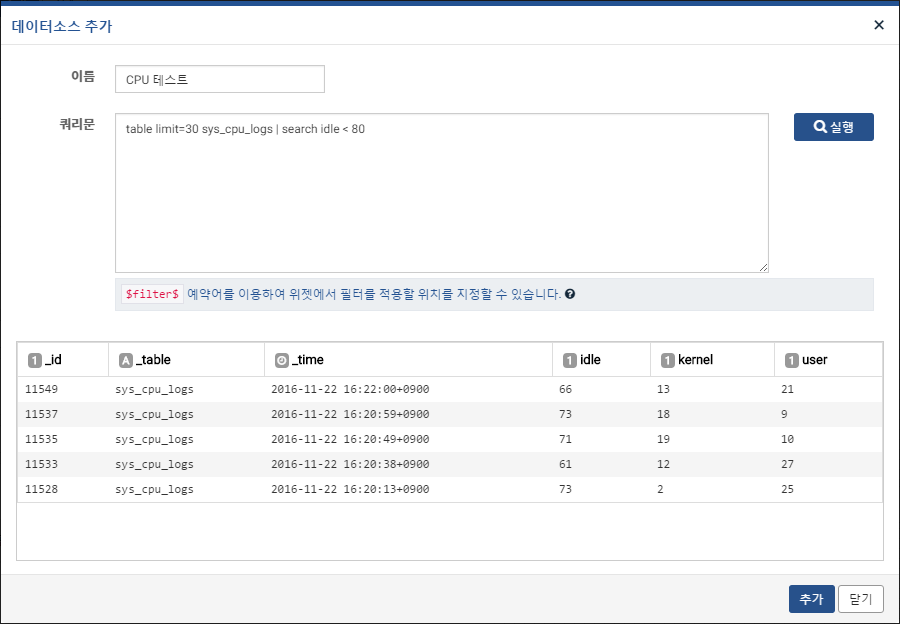 데이터소스 추가 ×
이름 CPU 테스트
쿼리문 table limit=30 sys_cpu_logs | search idle < 80 실행
$filter$ 예약어를 이용하여 위젯에서 필터를 적용할 위치를 지정할 수 있습니다. ?
1 _id A _table _time 1 idle 1 kernel 1 user
11549 sys_cpu_logs 2016-11-22 16:22:00+0900 66 13 21
11537 sys_cpu_logs 2016-11-22 16:20:59+0900 73 18 9
11535 sys_cpu_logs 2016-11-22 16:20:49+0900 71 19 10
11533 sys_cpu_logs 2016-11-22 16:20:38+0900 61 12 27
11528 sys_cpu_logs 2016-11-22 16:20:13+0900 73 2 25
추가 닫기